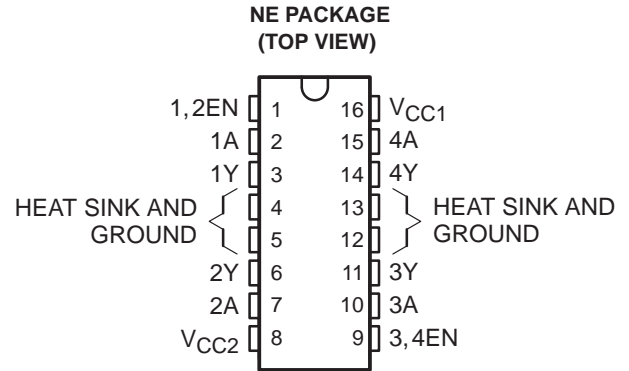 NE PACKAGE
(TOP VIEW)
1,2EN 1 16 VCC1
1A 2 15 4A
1Y 3 14 4Y
HEAT SINK AND GROUND 4 13 HEAT SINK AND GROUND
5 12
2Y 6 11 3Y
2A 7 10 3A
VCC2 8 9 3,4EN